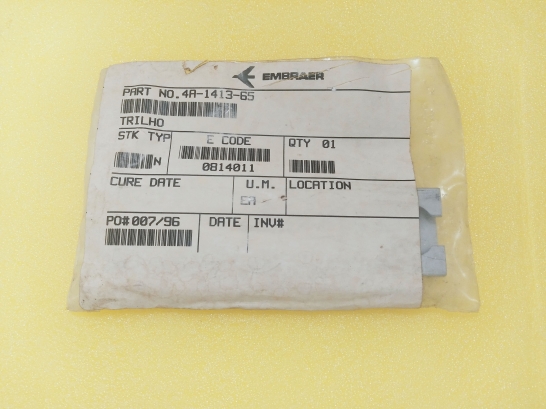 EMBRAER
PART NO.4A-1413-65
TRILHO
STK TYP
N
E CODE
0814011
QTY 01
CURE DATE
U.M.
LOCATION
PO#007/96
DATE
INV#